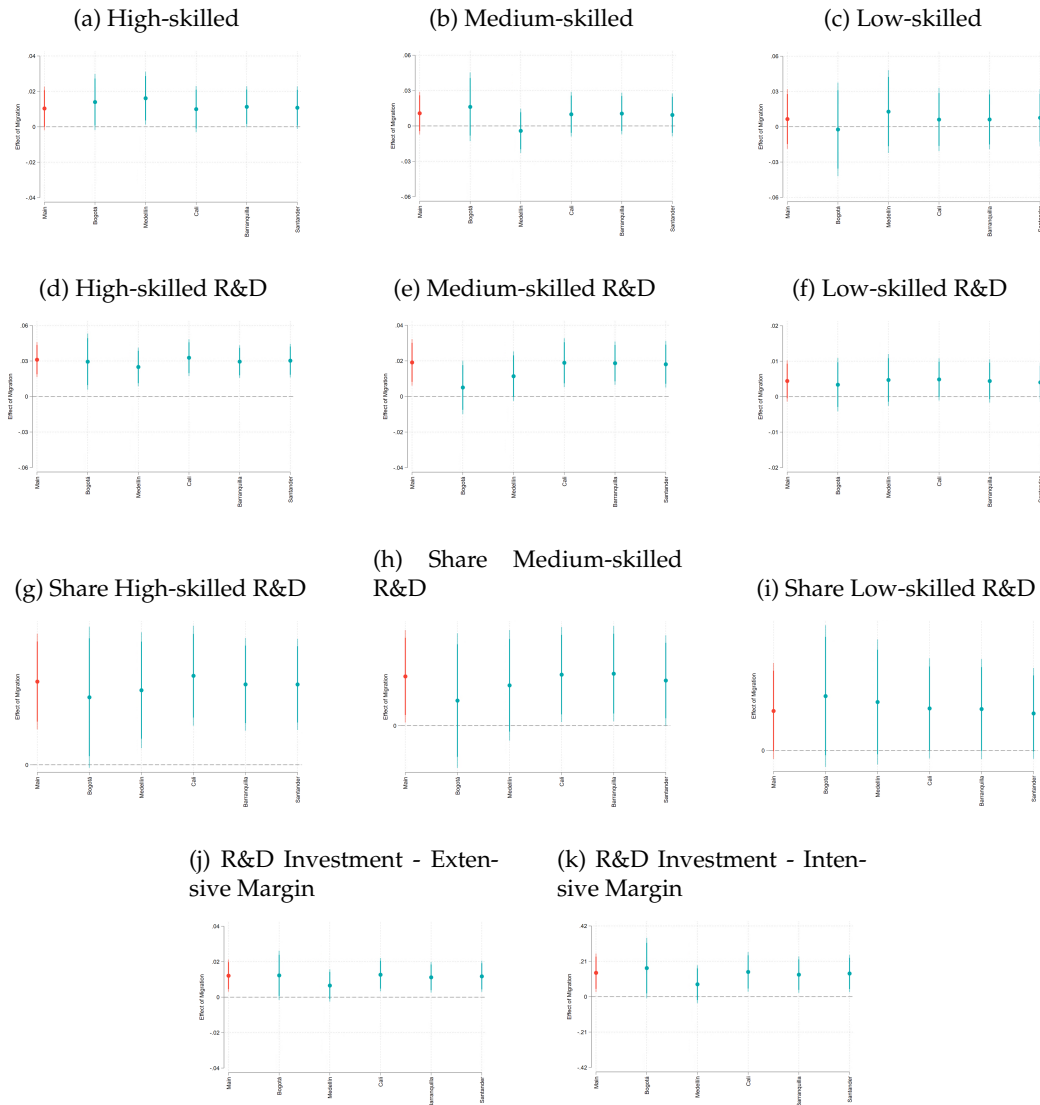 (a) High-skilled
(b) Medium-skilled
(c) Low-skilled
.04
.02
0
-.02
-.04
Effect of Migration
Main
Bogotá
Medellín
Cali
Barranquilla
Santander
.06
.03
0
-.03
-.06
Effect of Migration
Main
Bogotá
Medellín
Cali
Barranquilla
Santander
.06
.03
0
-.03
-.06
Effect of Migration
Main
Bogotá
Medellín
Cali
Barranquilla
Santander
(d) High-skilled R&D
(e) Medium-skilled R&D
(f) Low-skilled R&D
.06
.03
0
-.03
-.06
Effect of Migration
Main
Bogotá
Medellín
Cali
Barranquilla
Santander
.04
.02
0
-.02
-.04
Effect of Migration
Main
Bogotá
Medellín
Cali
Barranquilla
Santander
.02
.01
0
-.01
-.02
Effect of Migration
Main
Bogotá
Medellín
Cali
Barranquilla
Santander
(g) Share High-skilled R&D
(h) Share Medium-skilled
R&D
(i) Share Low-skilled R&D
Effect of Migration
0
Main
Bogotá
Medellín
Cali
Barranquilla
Santander
Effect of Migration
0
Main
Bogotá
Medellín
Cali
Barranquilla
Santander
Effect of Migration
0
Main
Bogotá
Medellín
Cali
Barranquilla
Santander
(j) R&D Investment - Exten-
sive Margin
(k) R&D Investment - Inten-
sive Margin
.04
.02
0
-.02
-.04
Effect of Migration
Main
Bogotá
Medellín
Cali
Barranquilla
Santander
.42
.21
0
-.21
-.42
Effect of Migration
Main
Bogotá
Medellín
Cali
Barranquilla
Santander